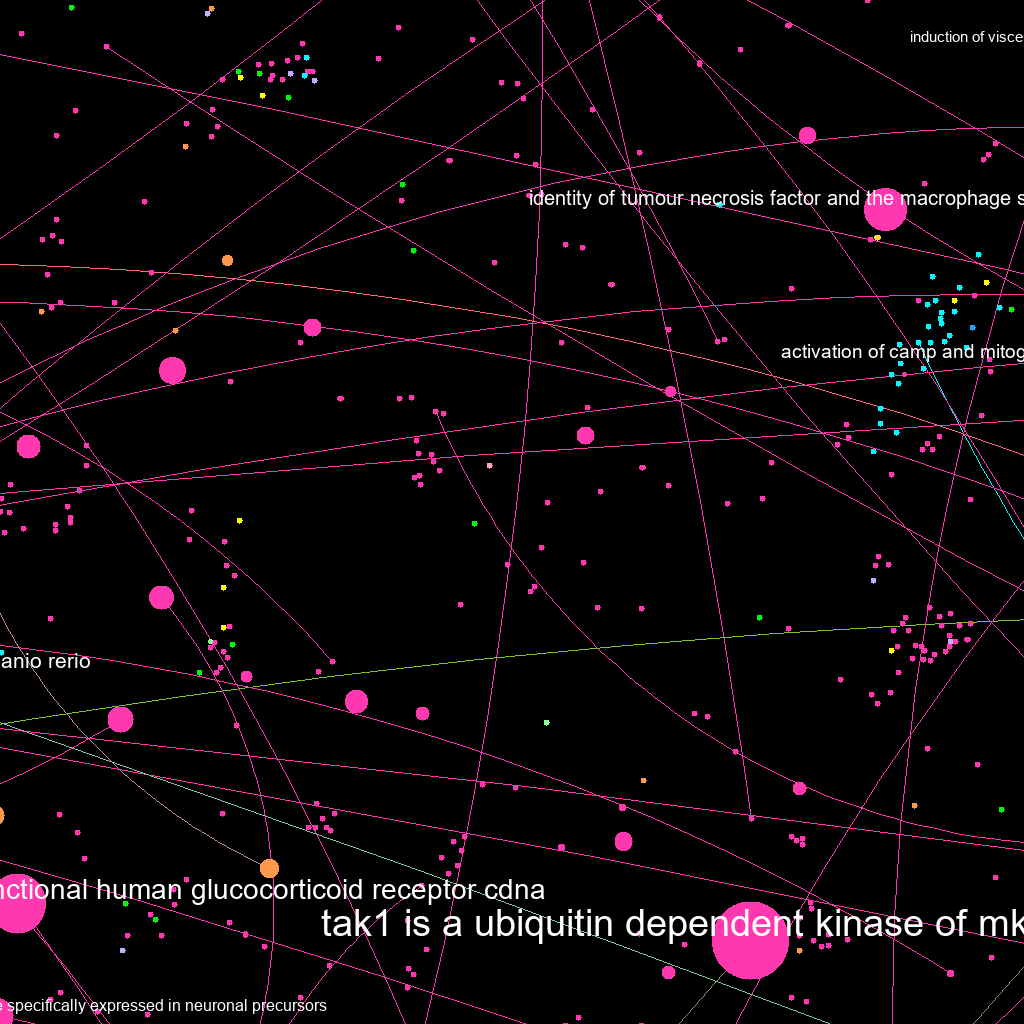 induction of visce
identity of tumour necrosis factor and the macrophage s
activation of camp and mitog
anio rerio
nctional human glucocorticoid receptor cdna
tak1 is a ubiquitin dependent kinase of mk
e specifically expressed in neuronal precursors